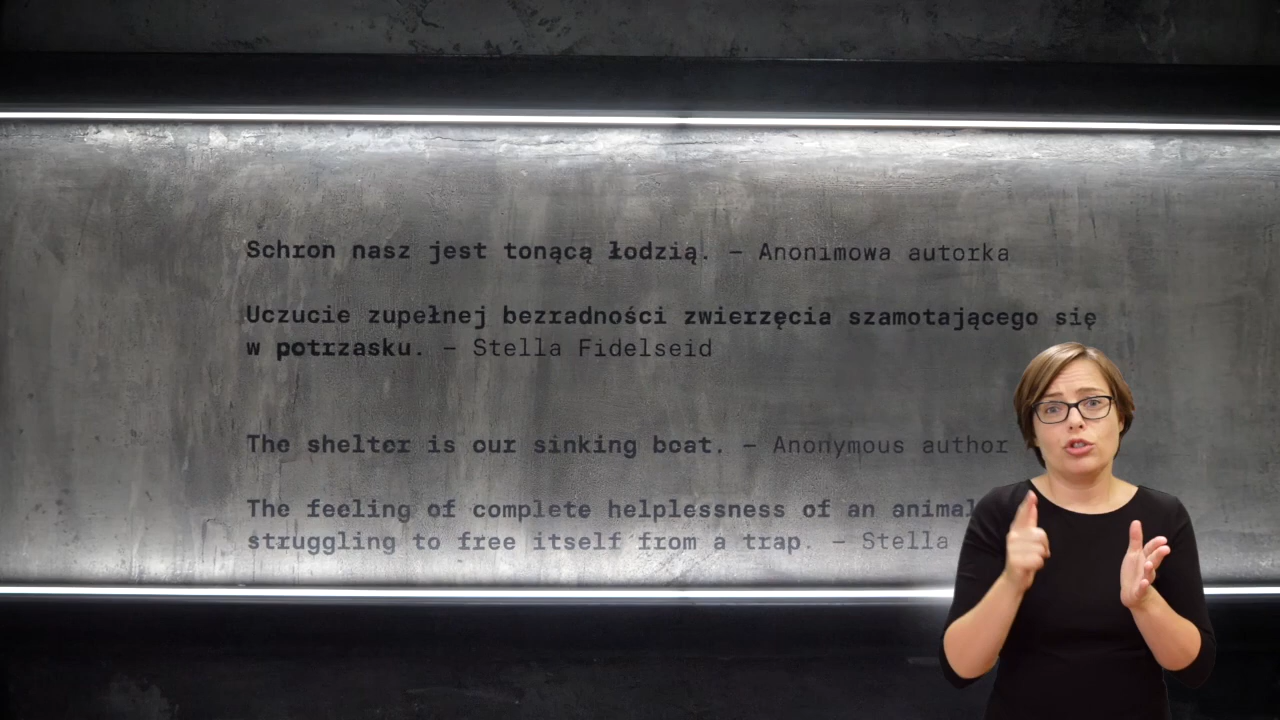 Schron nasz jest tonącą łodzią. – Anonimowa autorka
Uczucie zupełnej bezradności zwierzęcia szamotającego się
w potrzasku. – Stella Fidelseid
The shelter is our sinking boat. – Anonymous author
The feeling of complete helplessness of an animal
struggling to free itself from a trap. – Stella